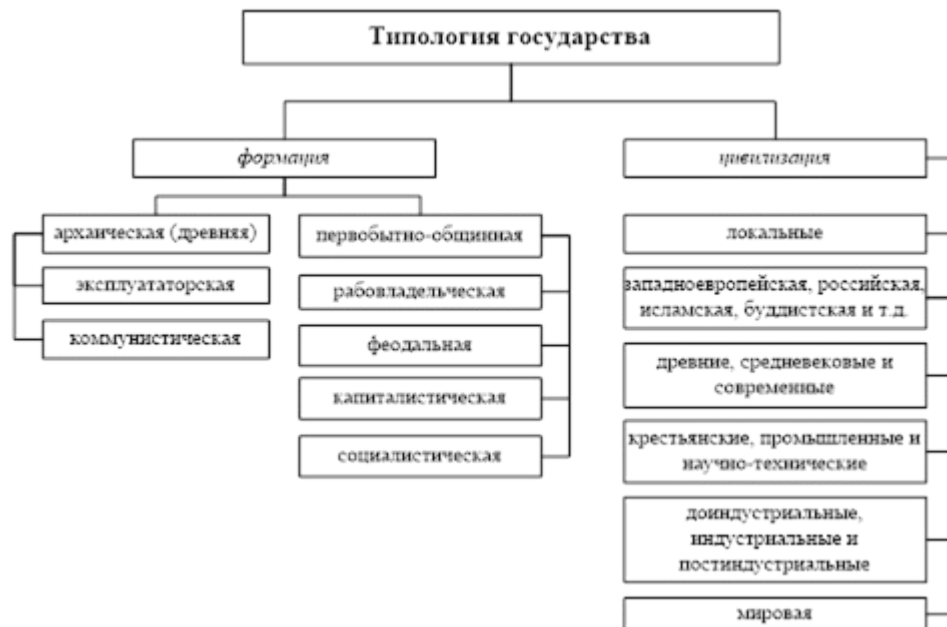 Типология государства
формация
цивилизация
архаическая (древняя)
эксплуататорская
коммунистическая
первобытно-общинная
рабовладельческая
феодальная
капиталистическая
социалистическая
локальные
западноевропейская, российская,
исламская, буддистская и т.д.
древние, средневековые и
современные
крестьянские, промышленные и
научно-технические
доиндустриальные,
индустриальные и
постиндустриальные
мировая